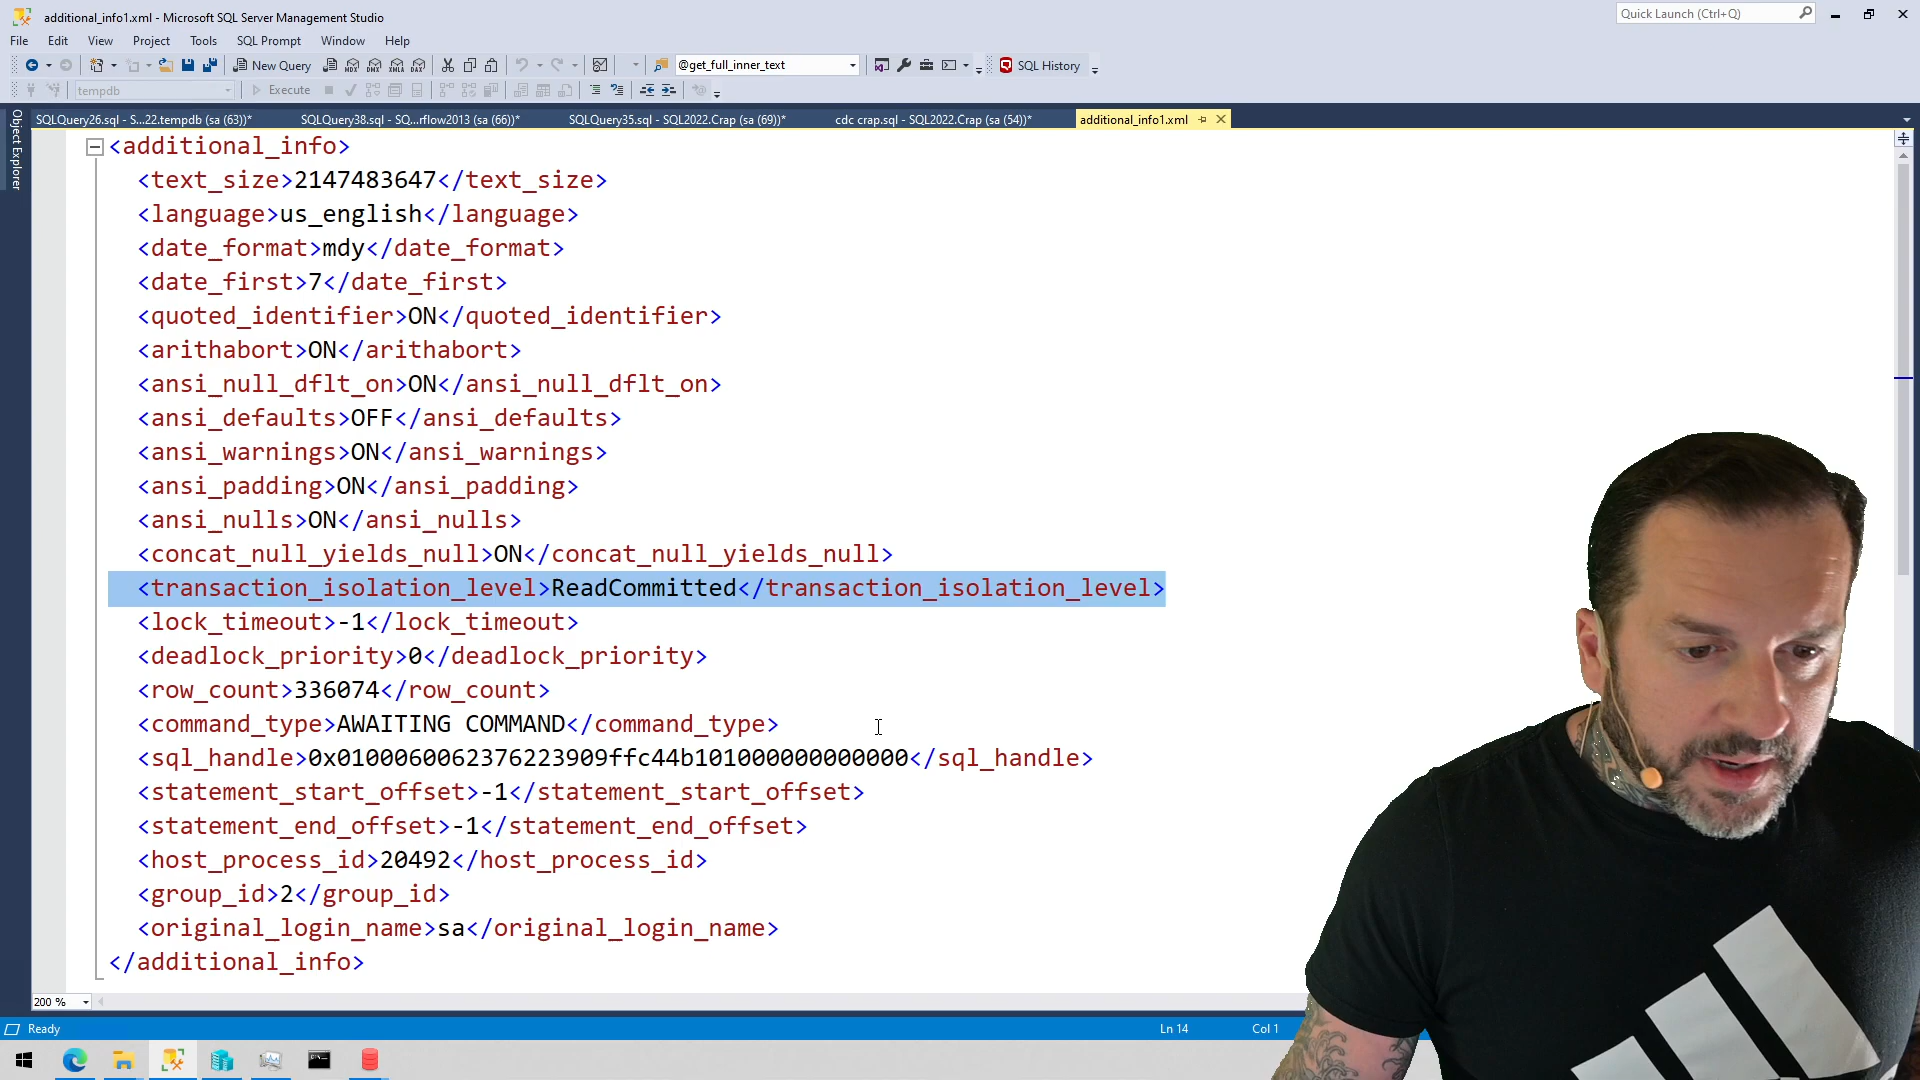 additional_info1.xml - Microsoft SQL Server Management Studio
Quick Launch (Ctrl+Q)
File Edit View Project Tools SQL Prompt Window Help
New Query MDX DMX XMLA DAX @get_full_inner_text SQL History
tempdb Execute
Object Explorer
SQLQuery26.sql - S...22.tempdb (sa (63))* SQLQuery38.sql - SQ...rflow2013 (sa (66))* SQLQuery35.sql - SQL2022.Crap (sa (69))* cdc crap.sql - SQL2022.Crap (sa (54))* additional_info1.xml
<additional_info>
<text_size>2147483647</text_size>
<language>us_english</language>
<date_format>mdy</date_format>
<date_first>7</date_first>
<quoted_identifier>ON</quoted_identifier>
<arithabort>ON</arithabort>
<ansi_null_dflt_on>ON</ansi_null_dflt_on>
<ansi_defaults>OFF</ansi_defaults>
<ansi_warnings>ON</ansi_warnings>
<ansi_padding>ON</ansi_padding>
<ansi_nulls>ON</ansi_nulls>
<concat_null_yields_null>ON</concat_null_yields_null>
<transaction_isolation_level>ReadCommitted</transaction_isolation_level>
<lock_timeout>-1</lock_timeout>
<deadlock_priority>0</deadlock_priority>
<row_count>336074</row_count>
<command_type>AWAITING COMMAND</command_type>
<sql_handle>0x0100060062376223909ffc44b101000000000000</sql_handle>
<statement_start_offset>-1</statement_start_offset>
<statement_end_offset>-1</statement_end_offset>
<host_process_id>20492</host_process_id>
<group_id>2</group_id>
<original_login_name>sa</original_login_name>
</additional_info>
200 %
Ready Ln 14 Col 1